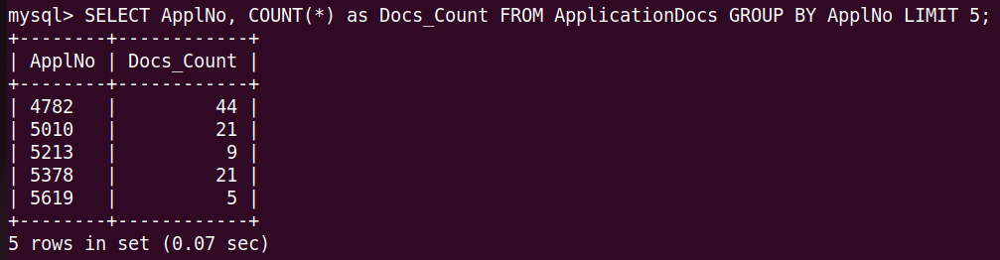 mysql> SELECT ApplNo, COUNT(*) as Docs_Count FROM ApplicationDocs GROUP BY ApplNo LIMIT 5;
+--------+------------+
| ApplNo | Docs_Count |
+--------+------------+
| 4782   |         44 |
| 5010   |         21 |
| 5213   |          9 |
| 5378   |         21 |
| 5619   |          5 |
+--------+------------+
5 rows in set (0.07 sec)